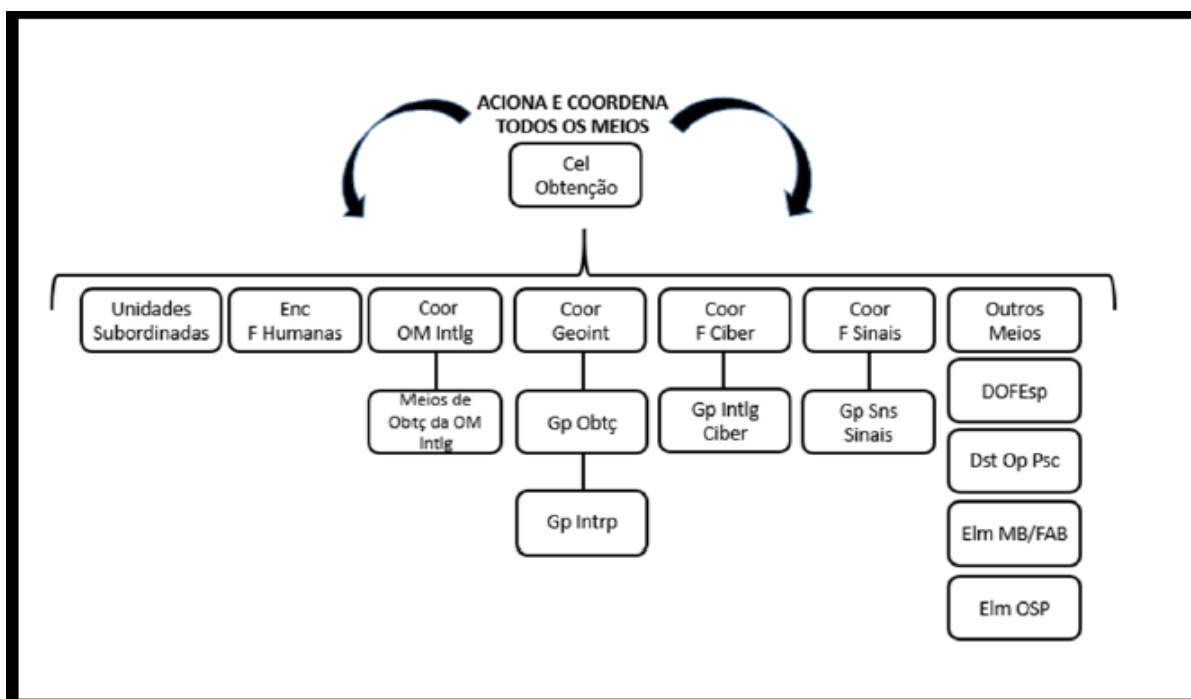 ACIONA E COORDENA
TODOS OS MEIOS
Cel
Obtenção
Unidades
Subordinadas
Enc
F Humanas
Coor
OM Intlg
Coor
Geoint
Coor
F Ciber
Coor
F Sinais
Outros
Meios
Meios de
Obtç da OM
Intlg
Gp Obtç
Gp Intrp
Gp Intlg
Ciber
Gp Sns
Sinais
DOFEsp
Dst Op Psc
Elm MB/FAB
Elm OSP